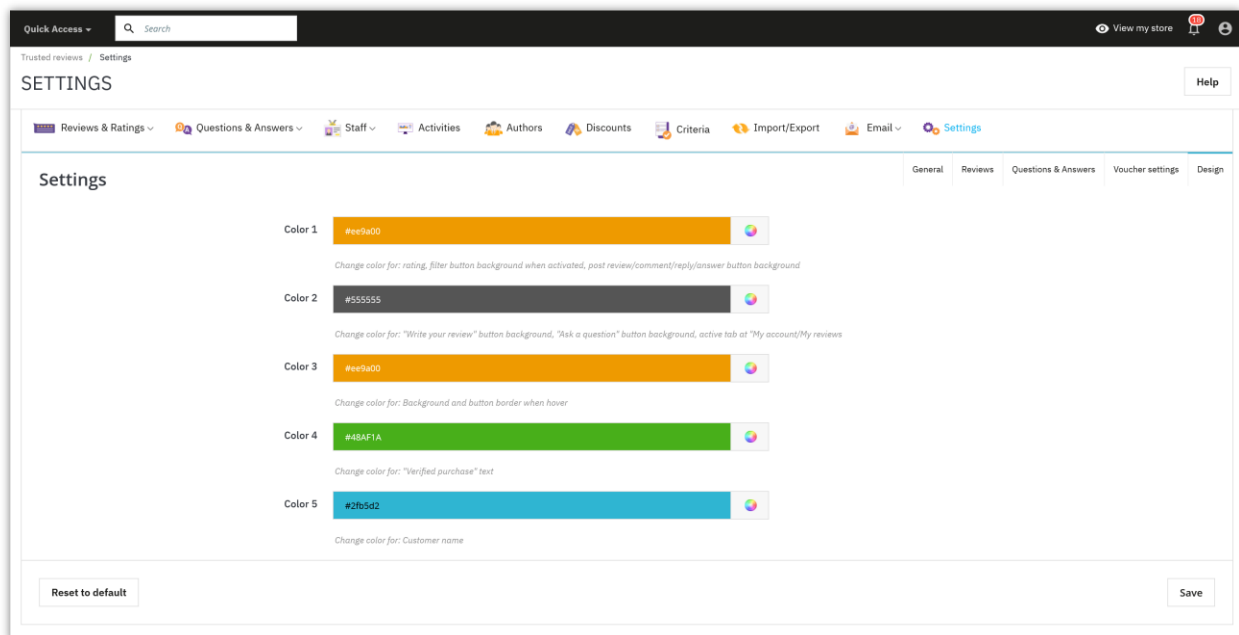 Quick Access
Search
View my store
10
Trusted reviews / Settings
SETTINGS
Help
Reviews & Ratings
Questions & Answers
Staff
Activities
Authors
Discounts
Criteria
Import/Export
Email
Settings
Settings
General
Reviews
Questions & Answers
Voucher settings
Design
Color 1
#ee9a00
Change color for: rating, filter button background when activated, post review/comment/reply/answer button background
Color 2
#555555
Change color for: "Write your review" button background, "Ask a question" button background, active tab at "My account/My reviews
Color 3
#ee9a00
Change color for: Background and button border when hover
Color 4
#48AF1A
Change color for: "Verified purchase" text
Color 5
#2fb5d2
Change color for: Customer name
Reset to default
Save